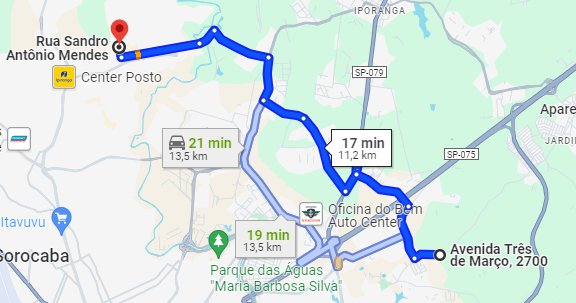 IPORANGA
Rua Sandro
Antônio Mendes
Center Posto
SP-079
21 min
13,5 km
17 min
11,2 km
Apare
JARDI
SP-075
Oficina do Bem
Auto Center
Itavuvu
19 min
13,5 km
Sorocaba
Parque das Águas
"Maria Barbosa Silva"
Avenida Três
de Março, 2700